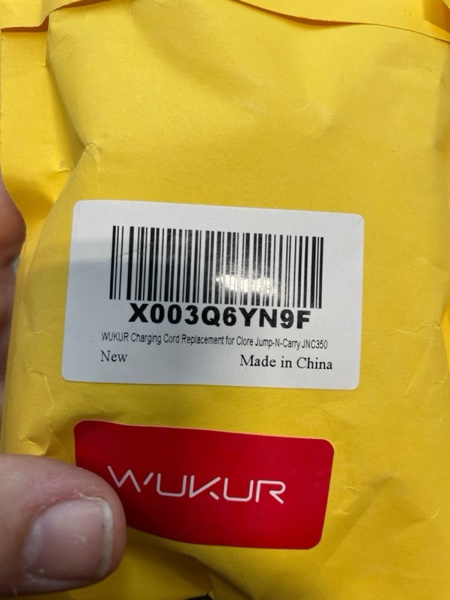 X003Q6YN9F
WUKUR Charging Cord Replacement for Clore Jump-N-Carry JNC350
New
Made in China
WUKUR